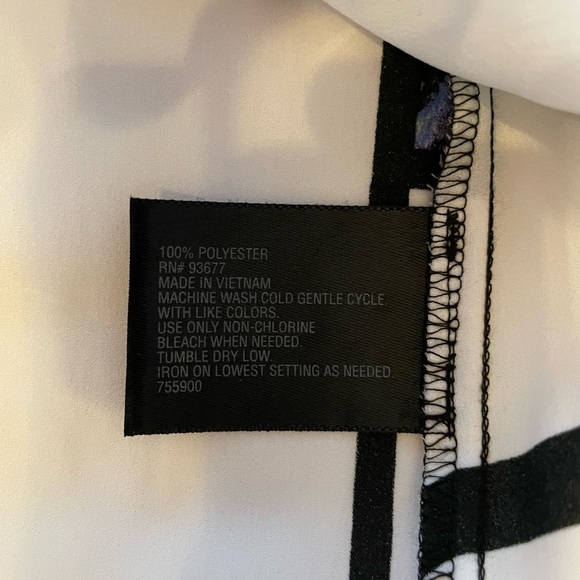 100% POLYESTER
RN# 93677
MADE IN VIETNAM
MACHINE WASH COLD GENTLE CYCLE.
WITH LIKE COLORS.
USE ONLY NON-CHLORINE
BLEACH WHEN NEEDED.
TUMBLE DRY LOW.
IRON ON LOWEST SETTING AS NEEDED.
755900